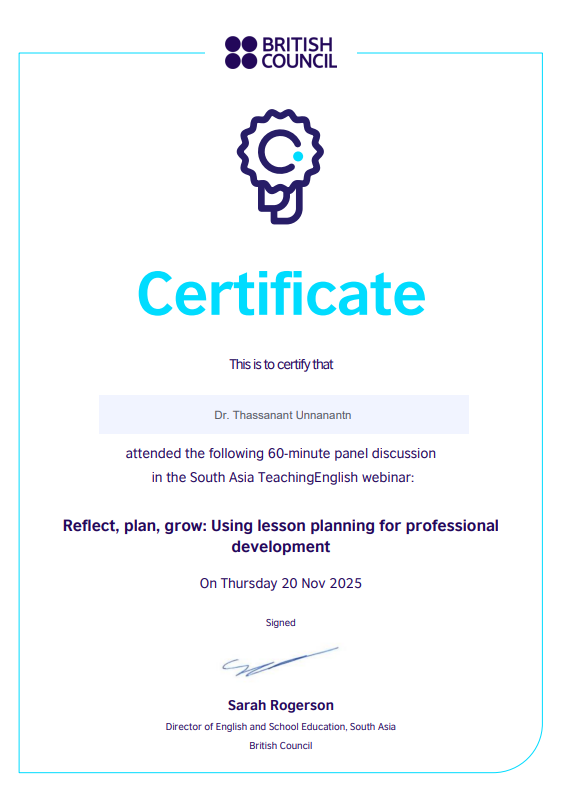 BRITISH
COUNCIL
Certificate
This is to certify that
Dr. Thassanant Unnanantn
attended the following 60-minute panel discussion
in the South Asia TeachingEnglish webinar:
Reflect, plan, grow: Using lesson planning for professional
development
On Thursday 20 Nov 2025
Signed
Sarah Rogerson
Director of English and School Education, South Asia
British Council